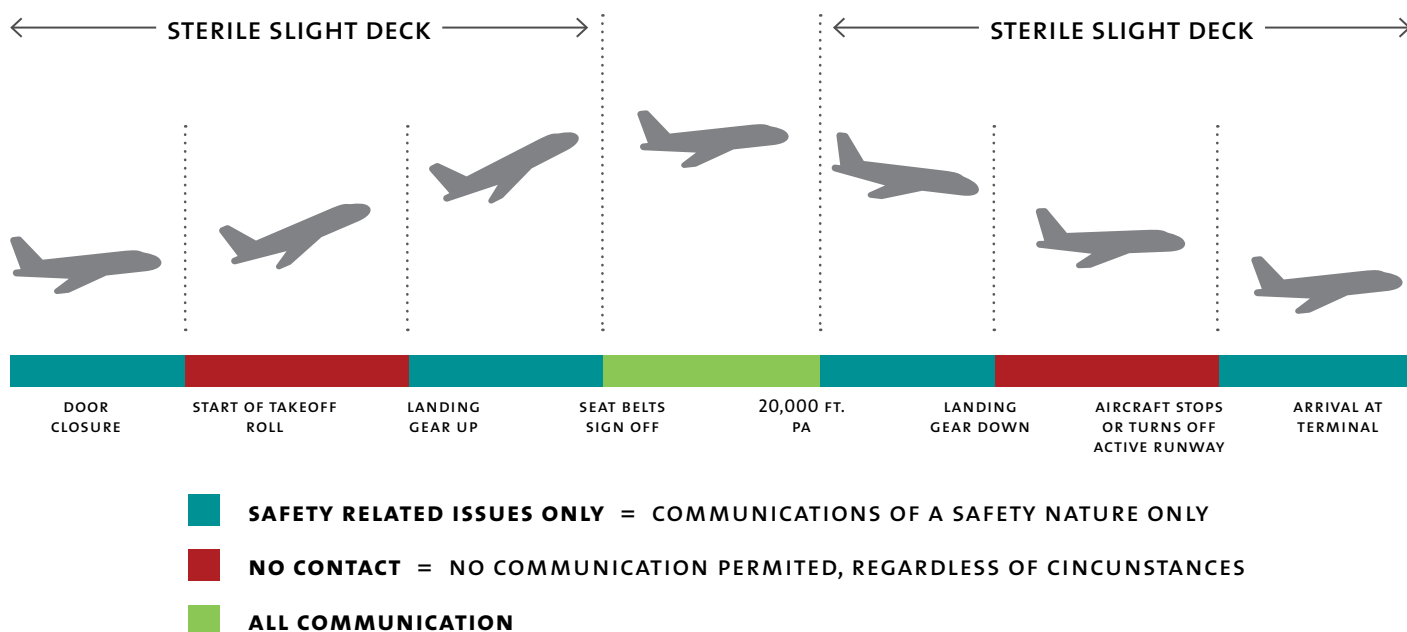 STERILE SLIGHT DECK
STERILE SLIGHT DECK
DOOR
CLOSURE
START OF TAKEOFF
ROLL
LANDING
GEAR UP
SEAT BELTS
SIGN OFF
20,000 FT.
PA
LANDING
GEAR DOWN
AIRCRAFT STOPS
OR TURNS OFF
ACTIVE RUNWAY
ARRIVAL AT
TERMINAL
SAFETY RELATED ISSUES ONLY = COMMUNICATIONS OF A SAFETY NATURE ONLY
NO CONTACT = NO COMMUNICATION PERMITED, REGARDLESS OF CINCUNSTANCES
ALL COMMUNICATION